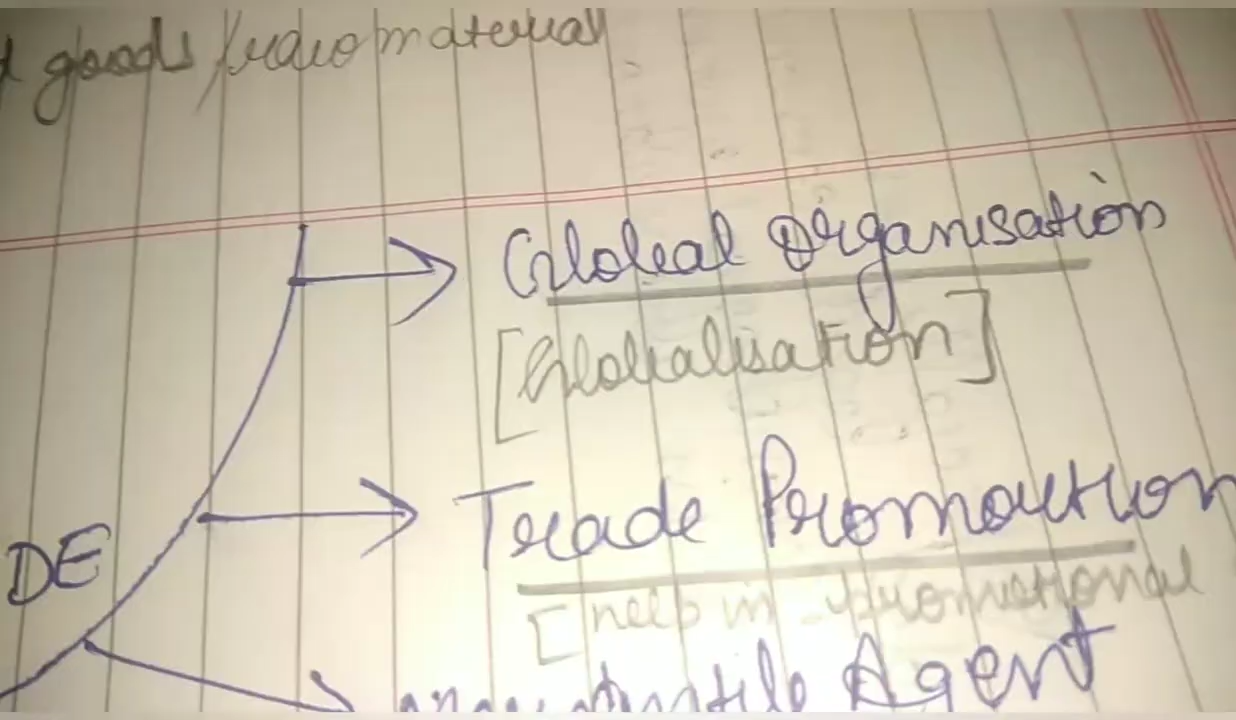 goods/raw material
Global Organisation
[Globalisation]
Trade Promotion
DE
[help in promotional
Agent